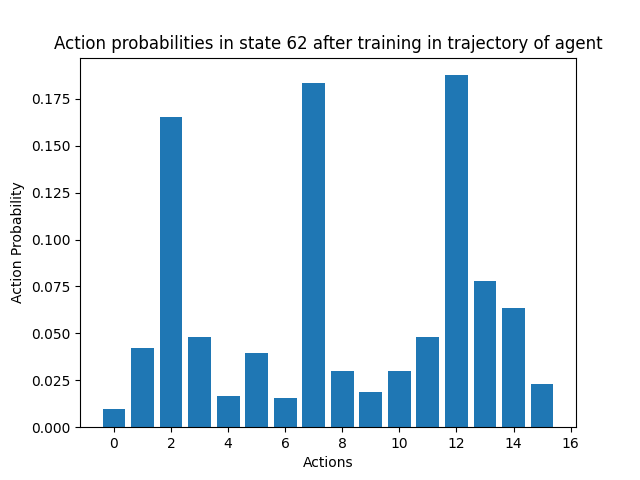 Action probabilities in state 62 after training in trajectory of agent
Action Probability
0.175
0.150
0.125
0.100
0.075
0.050
0.025
0.000
0 2 4 6 8 10 12 14 16
Actions